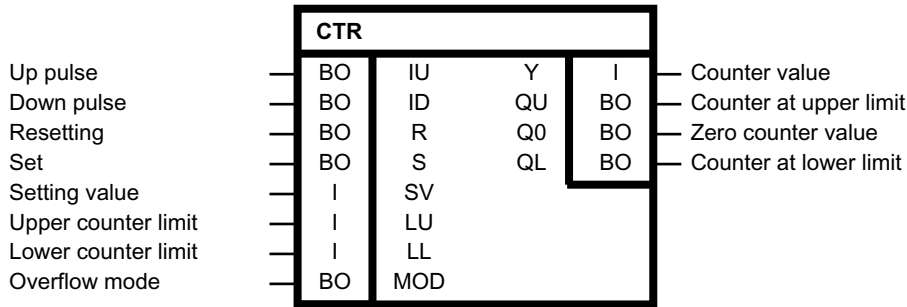 CTR
Up pulse BO IU Y I Counter value
Down pulse BO ID QU BO Counter at upper limit
Resetting BO R Q0 BO Zero counter value
Set BO S QL BO Counter at lower limit
Setting value I SV
Upper counter limit I LU
Lower counter limit I LL
Overflow mode BO MOD